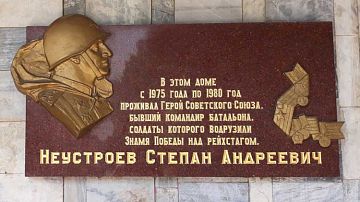 В этом доме
с 1975 года по 1980 год
проживал Герой Советского Союза,
бывший командир батальона,
солдаты которого водрузили
Знамя Победы над рейхстагом.
Неустроев Степан Андреевич